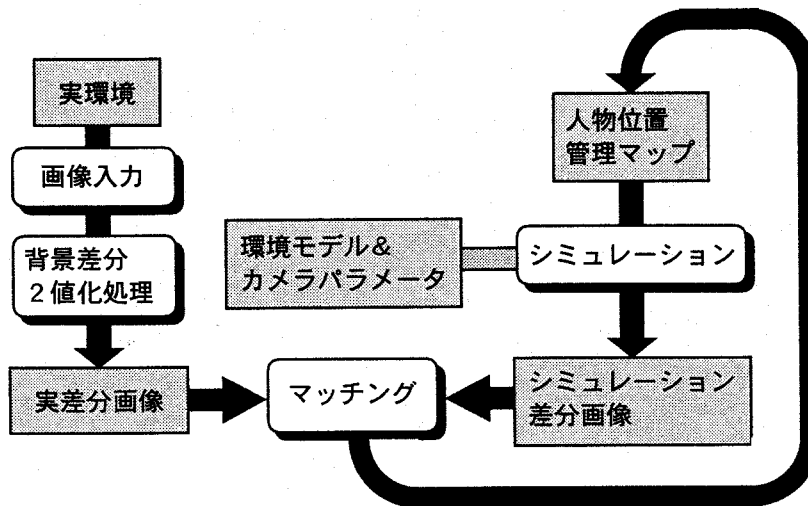 実環境
画像入力
背景差分
２値化処理
実差分画像
マッチング
環境モデル＆
カメラパラメータ
人物位置
管理マップ
シミュレーション
シミュレーション
差分画像